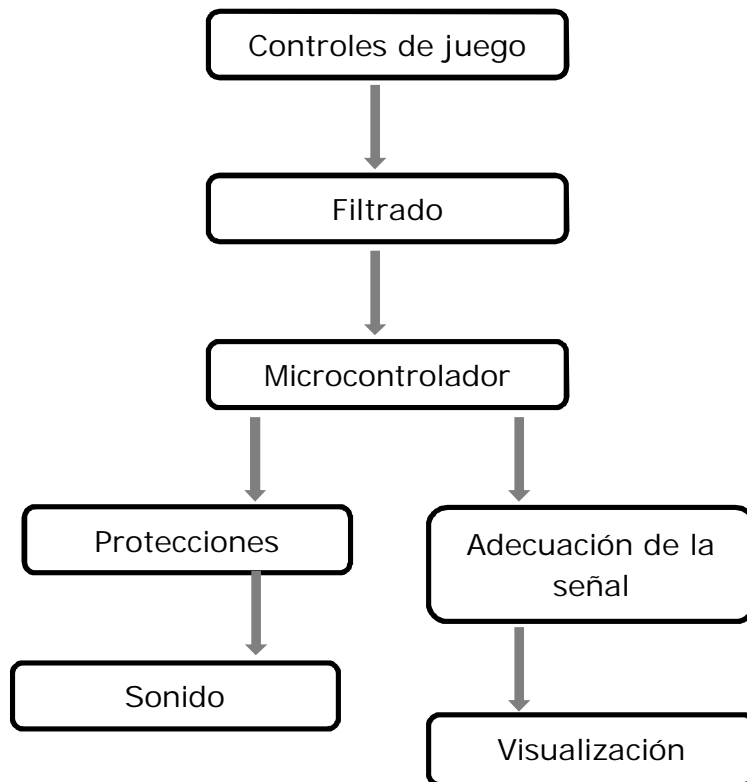 Controles de juego
Filtrado
Microcontrolador
Protecciones
Adecuación de la
señal
Sonido
Visualización